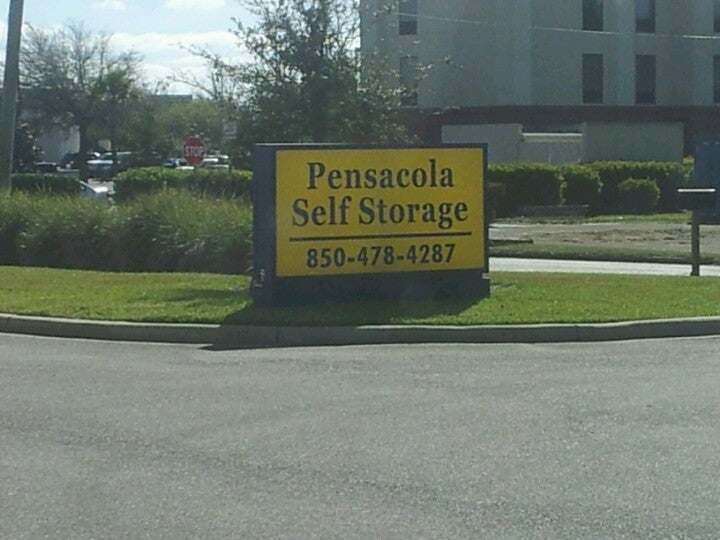 STOP
Pensacola
Self Storage
850-478-4287